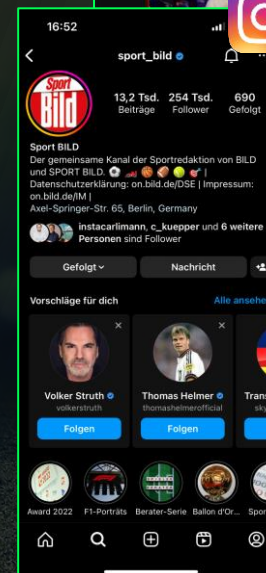 16:52
sport_bild
Sport
Bild
13,2 Tsd. 254 Tsd. 690
Beiträge Follower Gefolgt
Sport BILD
Der gemeinsame Kanal der Sportredaktion von BILD
und SPORT BILD. ⚽ 🏎️ 🏀 🏈 🎾 🎯 |
Datenschutzerklärung: on.bild.de/DSE | Impressum:
on.bild.de/IM |
Axel-Springer-Str. 65, Berlin, Germany
instacarlimann, c_kuepper und 6 weitere
Personen sind Follower
Gefolgt Nachricht
Vorschläge für dich Alle ansehe
Volker Struth Thomas Helmer Trans
volkerstruth thomashelmerofficial sky
Folgen Folgen
Award 2022 F1-Porträts Berater-Serie Ballon d'Or... Spor